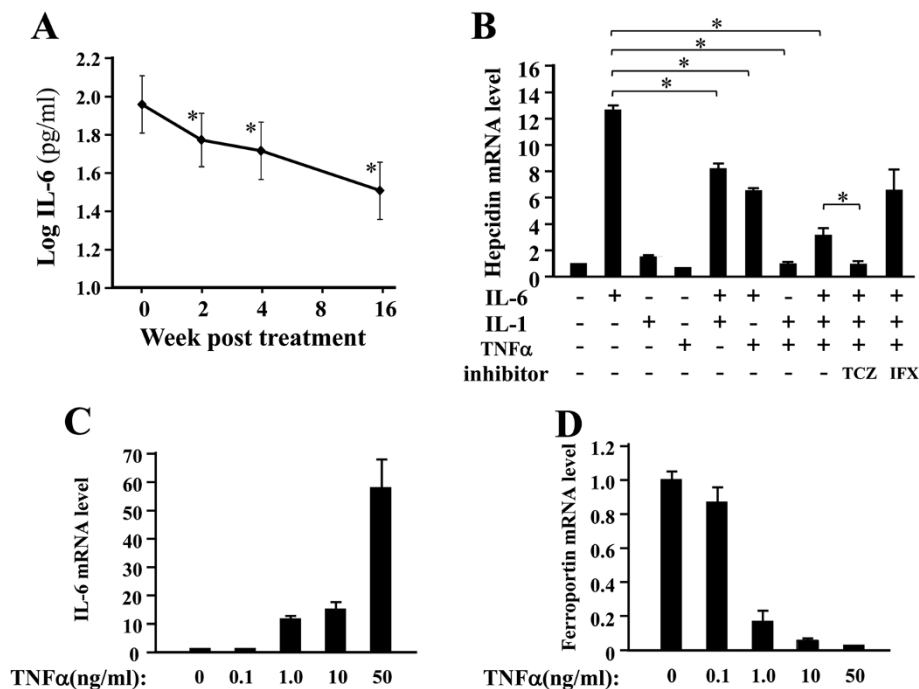 A
Log IL-6 (pg/ml)
2.2
2.0
1.8
1.6
1.4
1.2
1.0
*
*
*
0 2 4 8 16
Week post treatment
B
Hepcidin mRNA level
16
14
12
8
4
2
0
*
*
*
*
*
IL-6 - + - - + + - + + +
IL-1 - - + - + - + + + +
TNFα - - - + - + + + + +
inhibitor - - - - - - - - TCZ IFX
C
IL-6 mRNA level
70
60
50
40
30
20
10
0
TNFα(ng/ml): 0 0.1 1.0 10 50
D
Ferroportin mRNA level
1.2
1.0
0.8
0.6
0.4
0.2
0
TNFα(ng/ml): 0 0.1 1.0 10 50